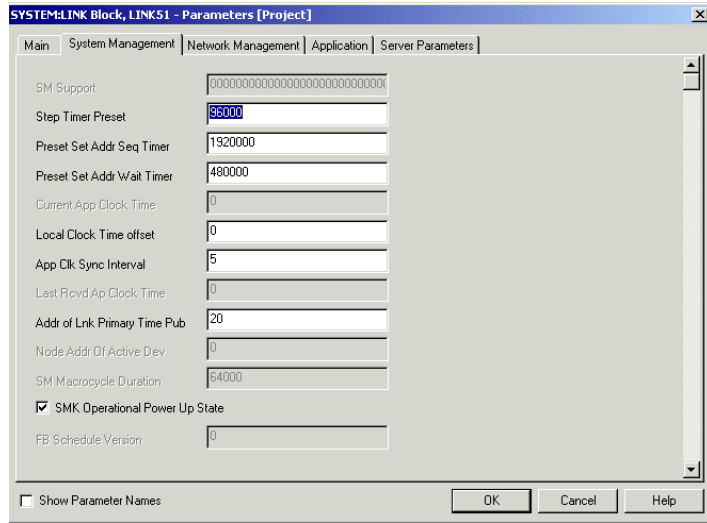 SYSTEM:LINK Block, LINK51 - Parameters [Project]
Main System Management Network Management Application Server Parameters
SM Support 000000000000000000000000000(
Step Timer Preset 96000
Preset Set Addr Seq Timer 1920000
Preset Set Addr Wait Timer 480000
Current App Clock Time 0
Local Clock Time offset 0
App Clk Sync Interval 5
Last Rcvd Ap Clock Time 0
Addr of Lnk Primary Time Pub 20
Node Addr Of Active Dev 0
SM Macrocycle Duration 64000
SMK Operational Power Up State
FB Schedule Version 0
Show Parameter Names OK Cancel Help